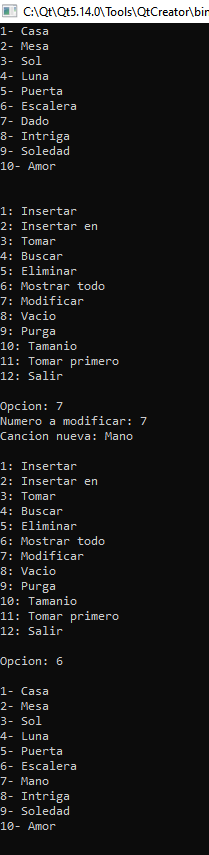 C:\Qt\Qt5.14.0\Tools\QtCreator\bin
1- Casa
2- Mesa
3- Sol
4- Luna
5- Puerta
6- Escalera
7- Dado
8- Intriga
9- Soledad
10- Amor
1: Insertar
2: Insertar en
3: Tomar
4: Buscar
5: Eliminar
6: Mostrar todo
7: Modificar
8: Vacio
9: Purga
10: Tamanio
11: Tomar primero
12: Salir
Opcion: 7
Numero a modificar: 7
Cancion nueva: Mano
1: Insertar
2: Insertar en
3: Tomar
4: Buscar
5: Eliminar
6: Mostrar todo
7: Modificar
8: Vacio
9: Purga
10: Tamanio
11: Tomar primero
12: Salir
Opcion: 6
1- Casa
2- Mesa
3- Sol
4- Luna
5- Puerta
6- Escalera
7- Mano
8- Intriga
9- Soledad
10- Amor